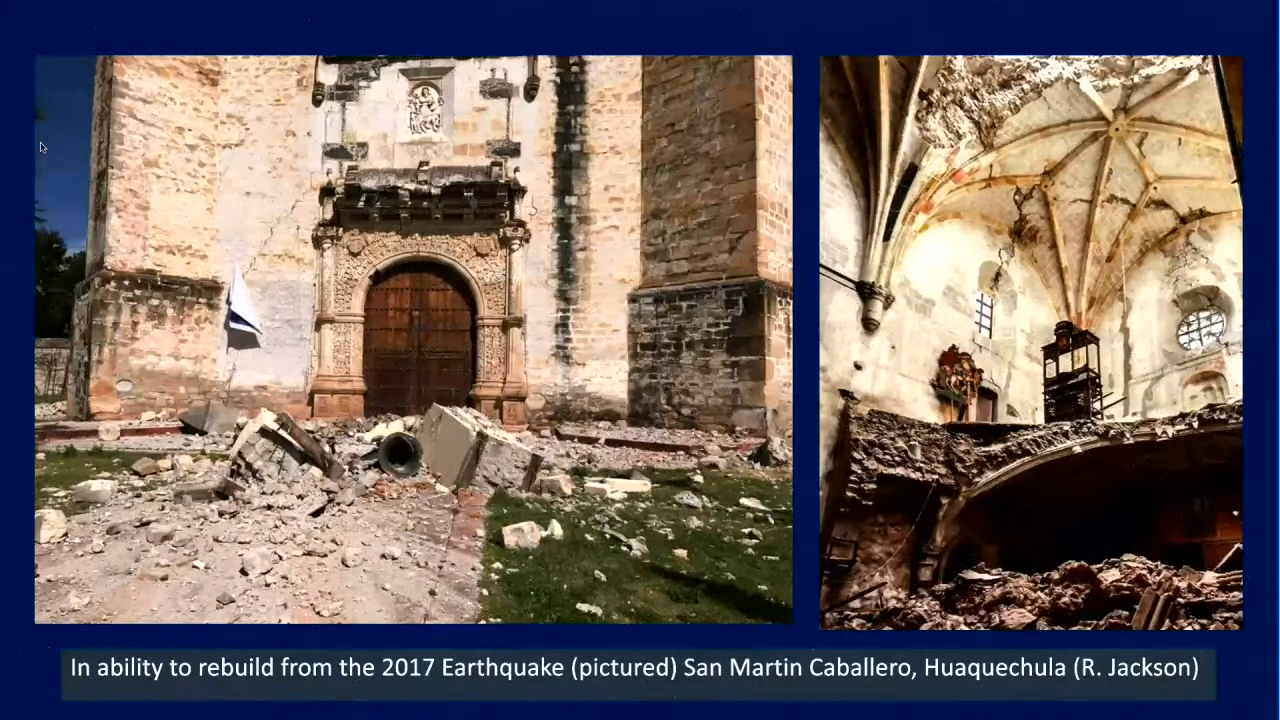 In ability to rebuild from the 2017 Earthquake (pictured) San Martin Caballero, Huaquechula (R. Jackson)